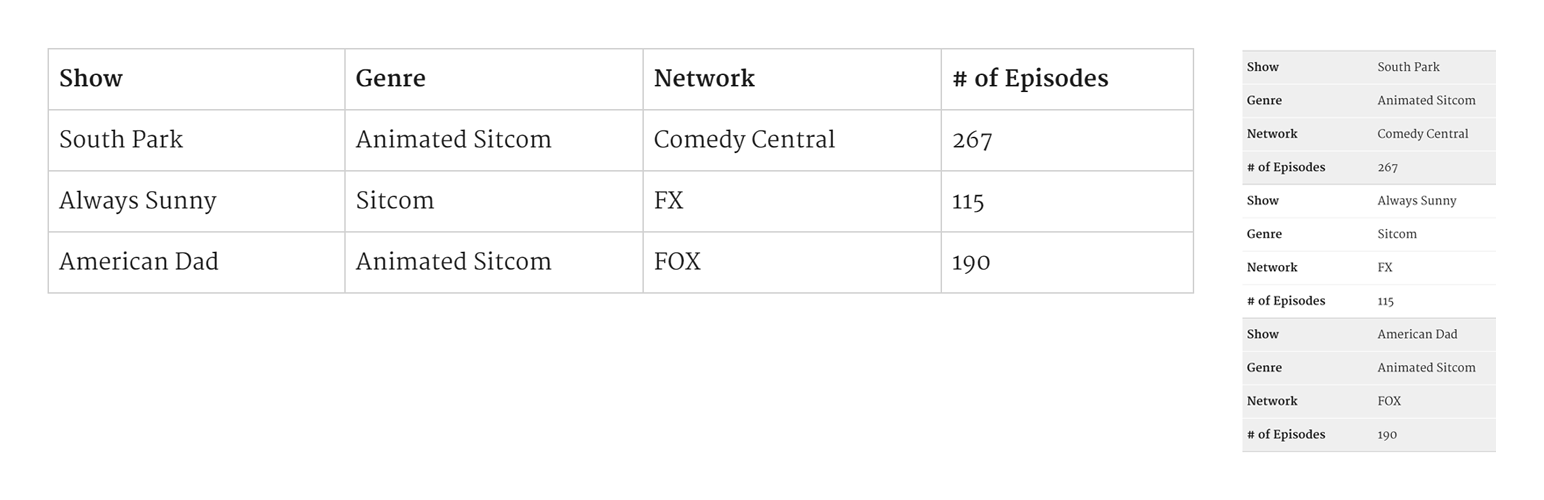 Show Genre Network # of Episodes
South Park Animated Sitcom Comedy Central 267
Always Sunny Sitcom FX 115
American Dad Animated Sitcom FOX 190
Show South Park
Genre Animated Sitcom
Network Comedy Central
# of Episodes 267
Show Always Sunny
Genre Sitcom
Network FX
# of Episodes 115
Show American Dad
Genre Animated Sitcom
Network FOX
# of Episodes 190